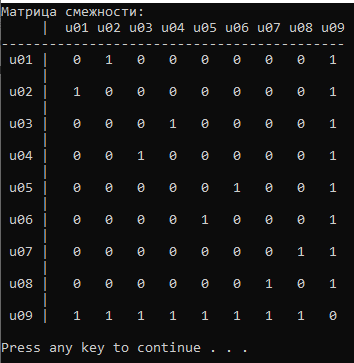 Матрица смежности:
| u01 u02 u03 u04 u05 u06 u07 u08 u09
-------------------------------------------
u01 | 0 1 0 0 0 0 0 0 1
|
u02 | 1 0 0 0 0 0 0 0 1
|
u03 | 0 0 0 1 0 0 0 0 1
|
u04 | 0 0 1 0 0 0 0 0 1
|
u05 | 0 0 0 0 0 1 0 0 1
|
u06 | 0 0 0 0 1 0 0 0 1
|
u07 | 0 0 0 0 0 0 0 1 1
|
u08 | 0 0 0 0 0 0 1 0 1
|
u09 | 1 1 1 1 1 1 1 1 0
|
Press any key to continue . . .